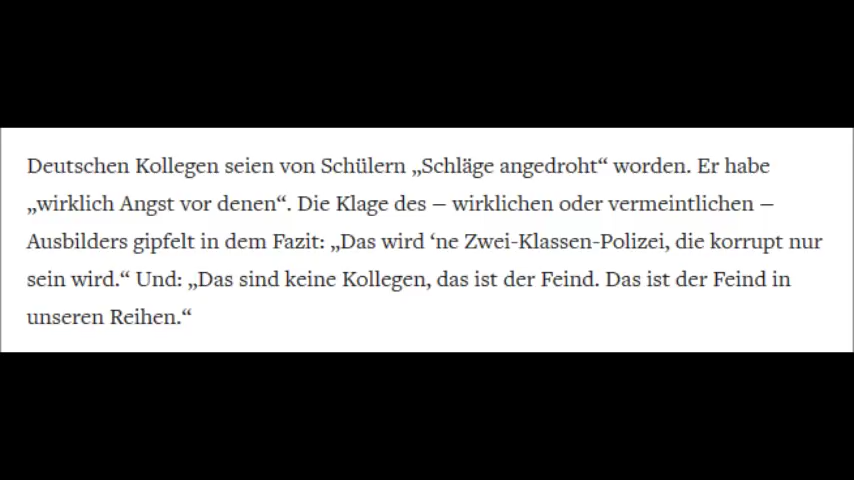 Deutschen Kollegen seien von Schülern „Schläge angedroht“ worden. Er habe
„wirklich Angst vor denen“. Die Klage des – wirklichen oder vermeintlichen –
Ausbilders gipfelt in dem Fazit: „Das wird ‘ne Zwei-Klassen-Polizei, die korrupt nur
sein wird.“ Und: „Das sind keine Kollegen, das ist der Feind. Das ist der Feind in
unseren Reihen.“